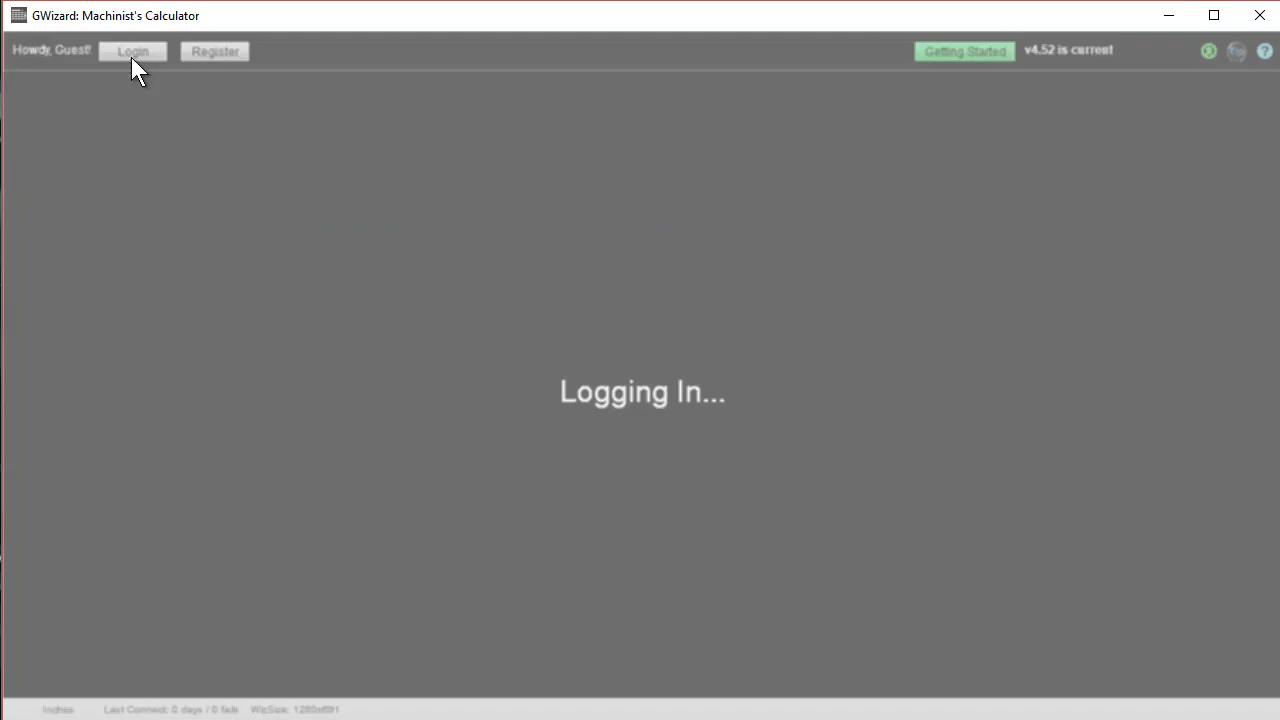 GWizard: Machinist's Calculator
Howdy, Guest! Login Register Getting Started v4.52 is current
Logging In...
Inches Last Connect: 0 days / 0 fails WizSize: 1280x691